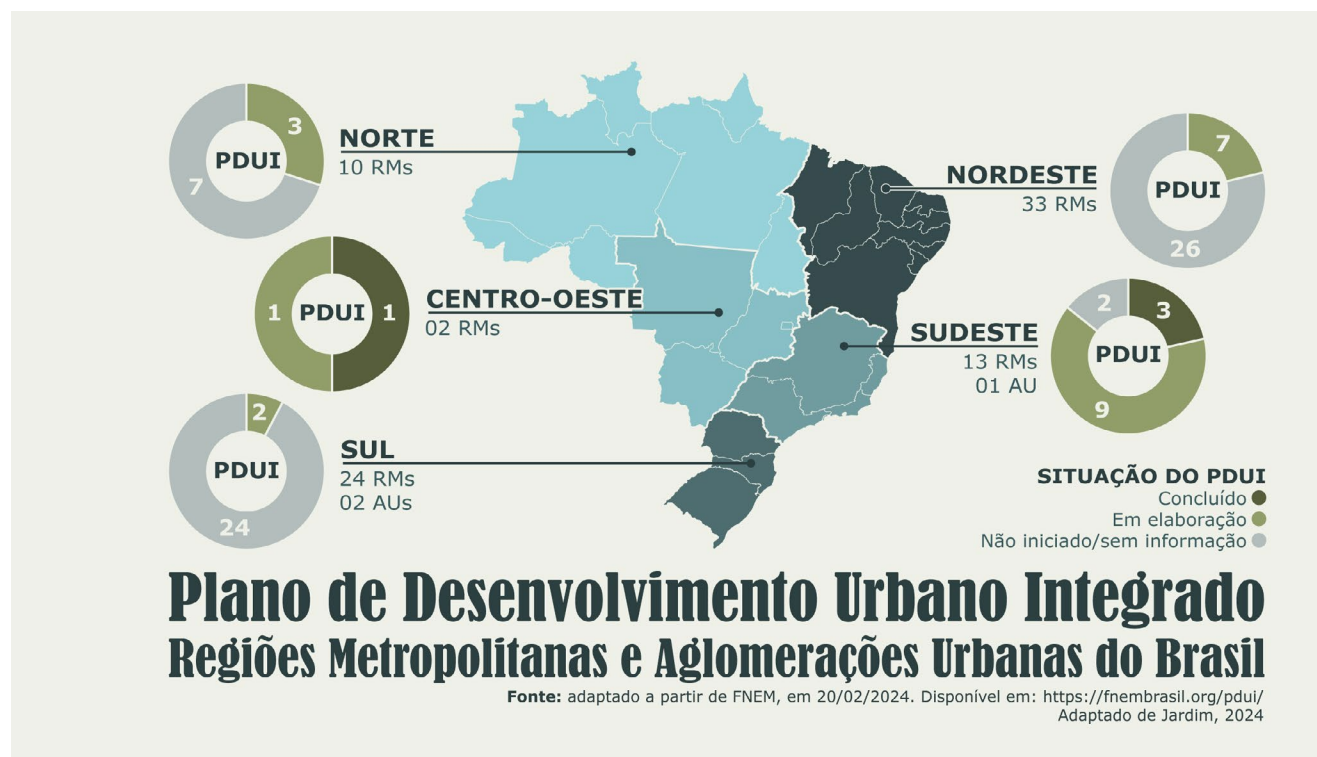 3
PDUI
7
NORTE
10 RMs
7
PDUI
26
NORDESTE
33 RMs
1
PDUI
1
CENTRO-OESTE
02 RMs
2
3
PDUI
9
SUDESTE
13 RMs
01 AU
2
PDUI
24
SUL
24 RMs
02 AUs
SITUAÇÃO DO PDUI
Concluído
Em elaboração
Não iniciado/sem informação
Plano de Desenvolvimento Urbano Integrado
Regiões Metropolitanas e Aglomerações Urbanas do Brasil
Fonte: adaptado a partir de FNEM, em 20/02/2024. Disponível em: https://fnembrasil.org/pdui/
Adaptado de Jardim, 2024